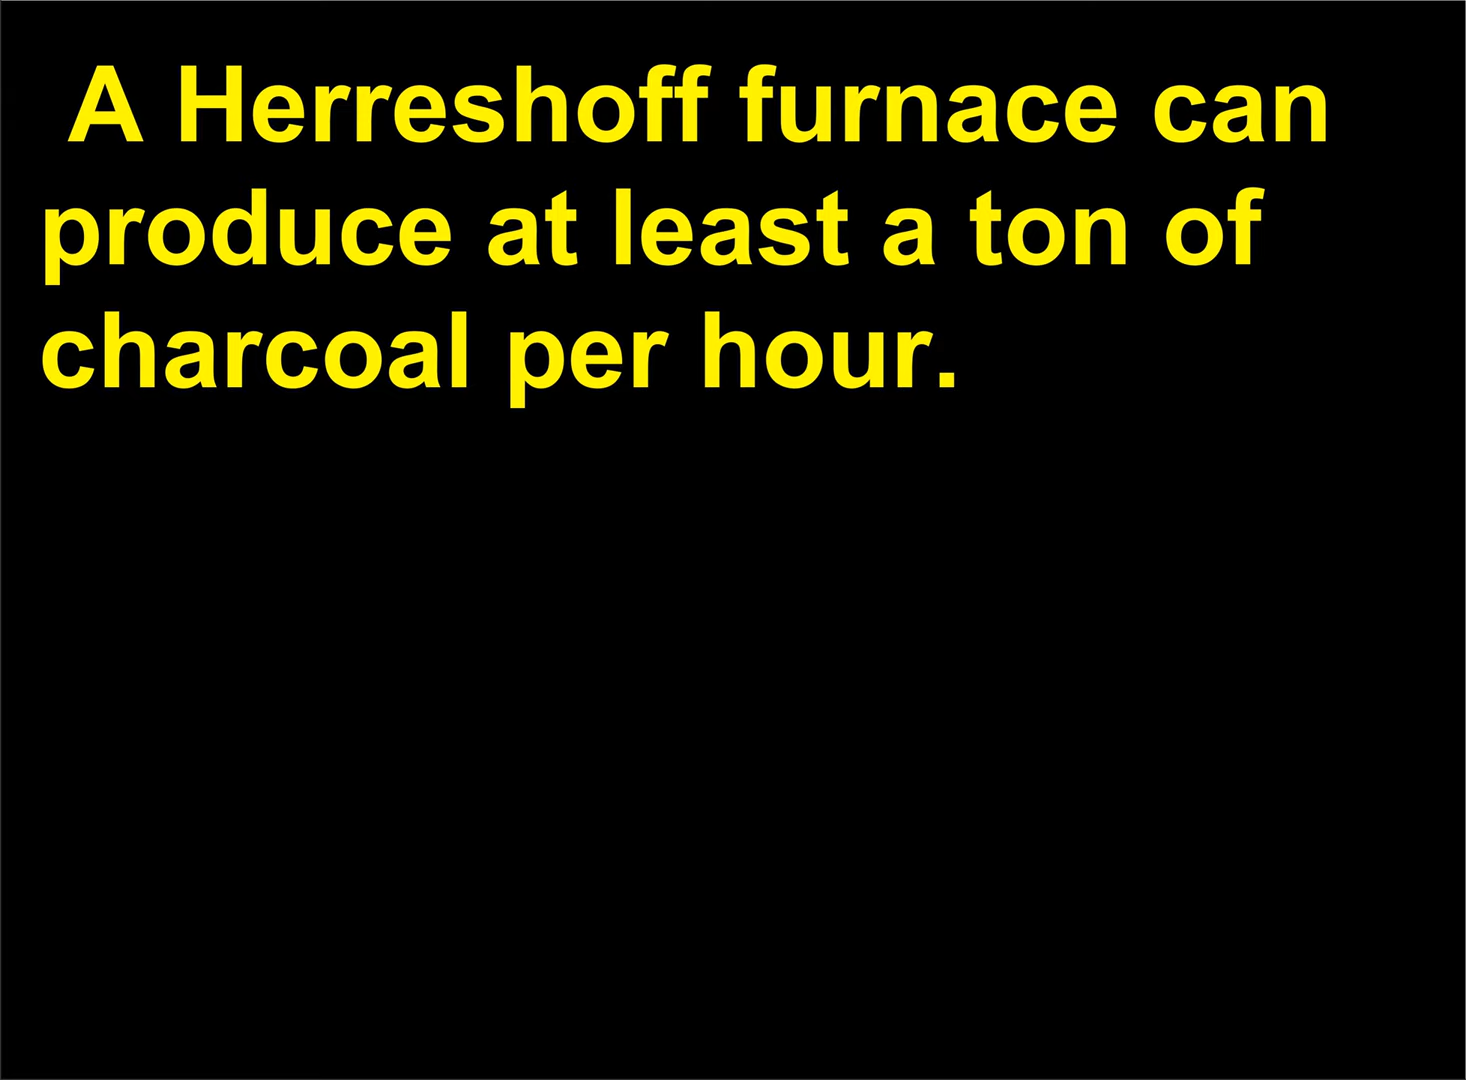 A Herreshoff furnace can
produce at least a ton of
charcoal per hour.